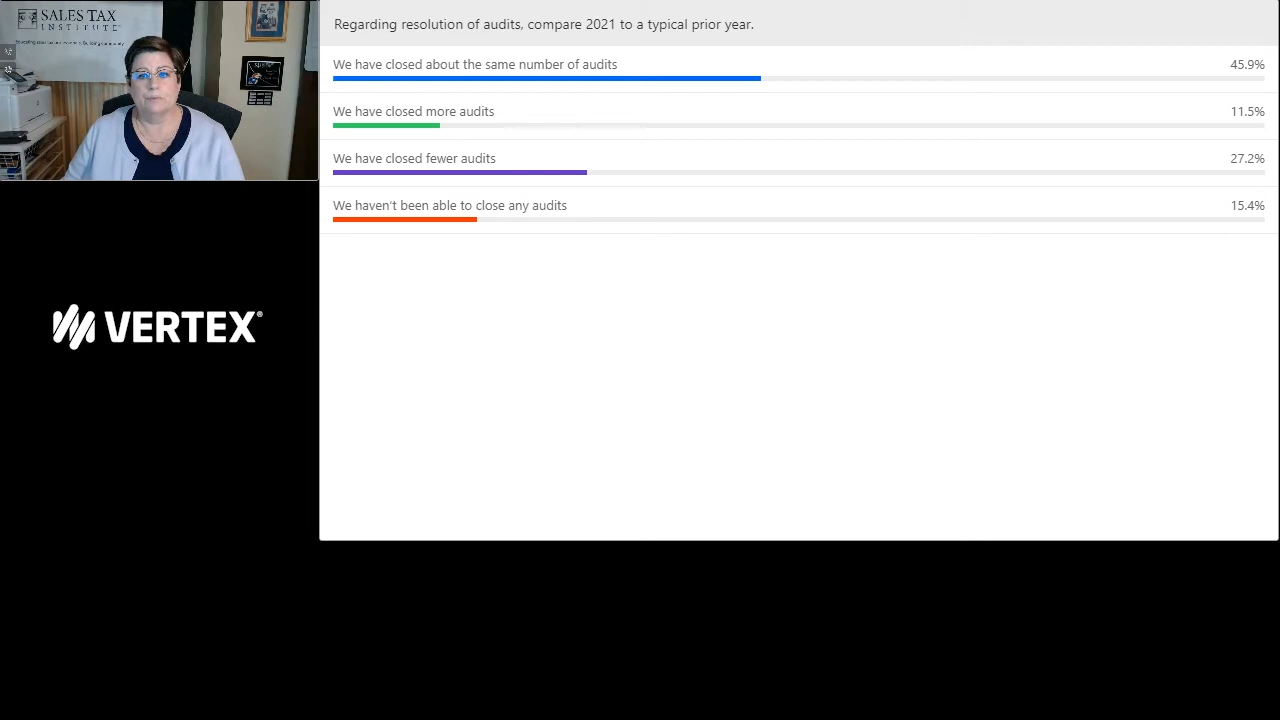 SALES TAX
INSTITUTE
Regarding resolution of audits, compare 2021 to a typical prior year.
We have closed about the same number of audits 45.9%
We have closed more audits 11.5%
We have closed fewer audits 27.2%
We haven't been able to close any audits 15.4%
VERTEX®